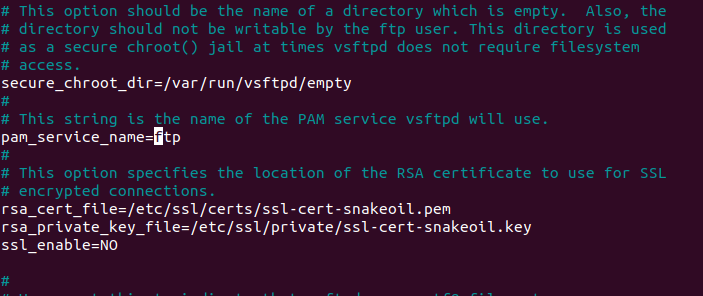 # This option should be the name of a directory which is empty.  Also, the
# directory should not be writable by the ftp user. This directory is used
# as a secure chroot() jail at times vsftpd does not require filesystem
# access.
secure_chroot_dir=/var/run/vsftpd/empty
#
# This string is the name of the PAM service vsftpd will use.
pam_service_name=ftp
#
# This option specifies the location of the RSA certificate to use for SSL
# encrypted connections.
rsa_cert_file=/etc/ssl/certs/ssl-cert-snakeoil.pem
rsa_private_key_file=/etc/ssl/private/ssl-cert-snakeoil.key
ssl_enable=NO
#